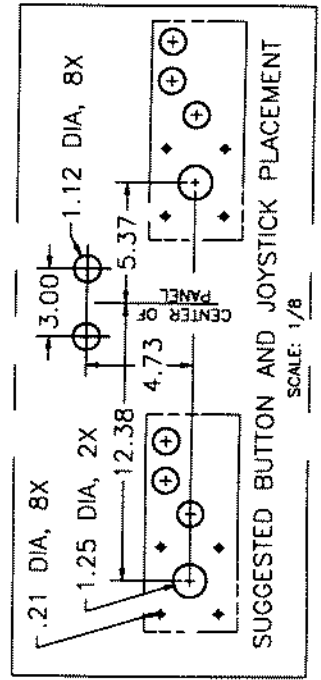 .21 DIA, 8X
1.25 DIA, 2X
3.00
1.12 DIA, 8X
12.38
4.73
5.37
CENTER OF
PANEL
SUGGESTED BUTTON AND JOYSTICK PLACEMENT
SCALE: 1/8